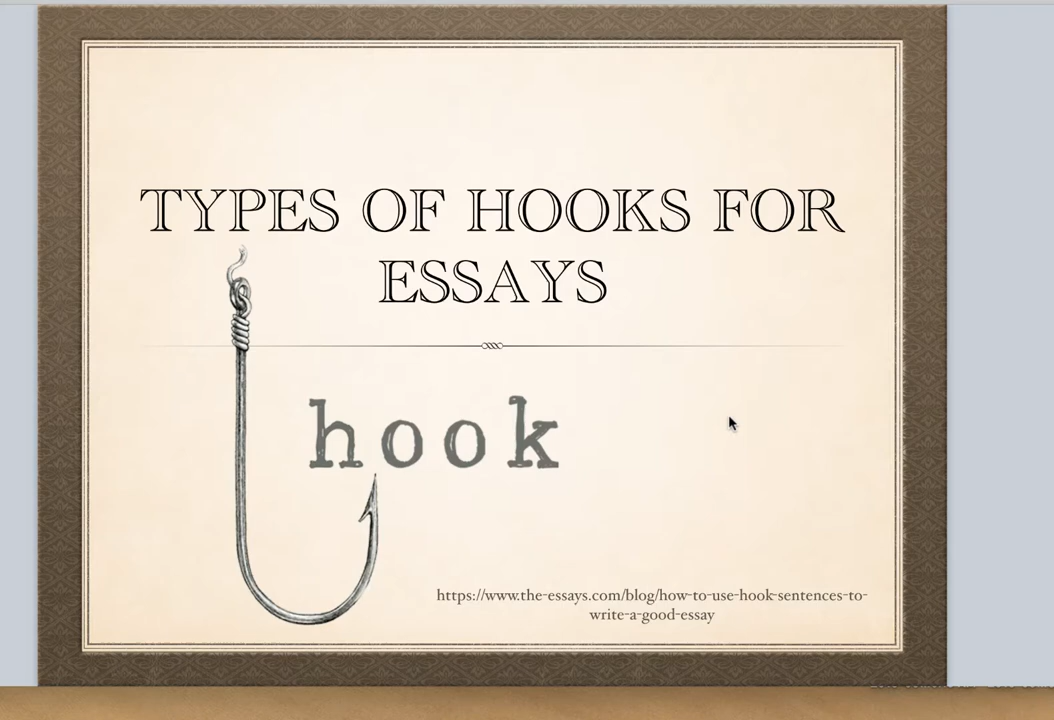 TYPES OF HOOKS FOR
ESSAYS
hook
https://www.the-essays.com/blog/how-to-use-hook-sentences-to-
write-a-good-essay